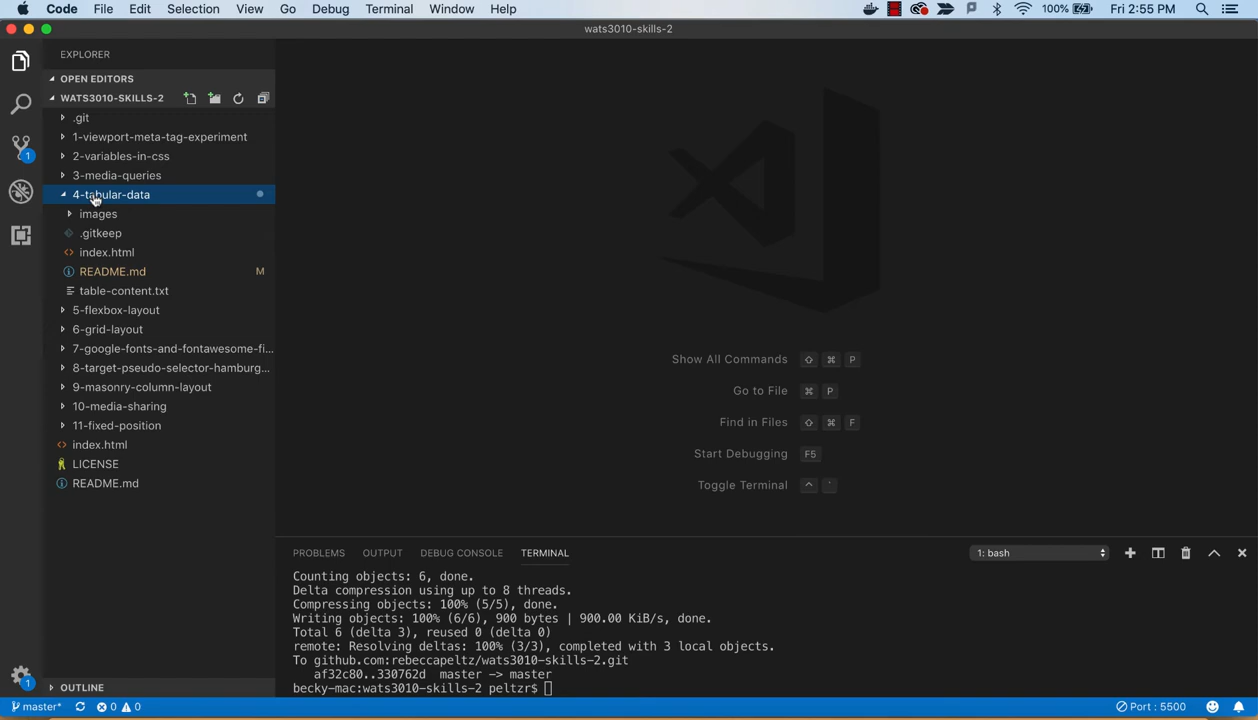 Code File Edit Selection View Go Debug Terminal Window Help 100% Fri 2:55 PM
wats3010-skills-2
EXPLORER
OPEN EDITORS
WATS3010-SKILLS-2
.git
1-viewport-meta-tag-experiment
2-variables-in-css
3-media-queries
4-tabular-data
images
.gitkeep
index.html
README.md M
table-content.txt
5-flexbox-layout
6-grid-layout
7-google-fonts-and-fontawesome-fi...
8-target-pseudo-selector-hamburg...
9-masonry-column-layout
10-media-sharing
11-fixed-position
index.html
LICENSE
README.md
OUTLINE
1
1
Show All Commands ⇧ ⌘ P
Go to File ⌘ P
Find in Files ⇧ ⌘ F
Start Debugging F5
Toggle Terminal ^ `
PROBLEMS OUTPUT DEBUG CONSOLE TERMINAL 1: bash
Counting objects: 6, done.
Delta compression using up to 8 threads.
Compressing objects: 100% (5/5), done.
Writing objects: 100% (6/6), 900 bytes | 900.00 KiB/s, done.
Total 6 (delta 3), reused 0 (delta 0)
remote: Resolving deltas: 100% (3/3), completed with 3 local objects.
To github.com:rebeccapeltz/wats3010-skills-2.git
af32c80..330762d master -> master
becky-mac:wats3010-skills-2 peltzr$
master* 0 0 Port : 5500